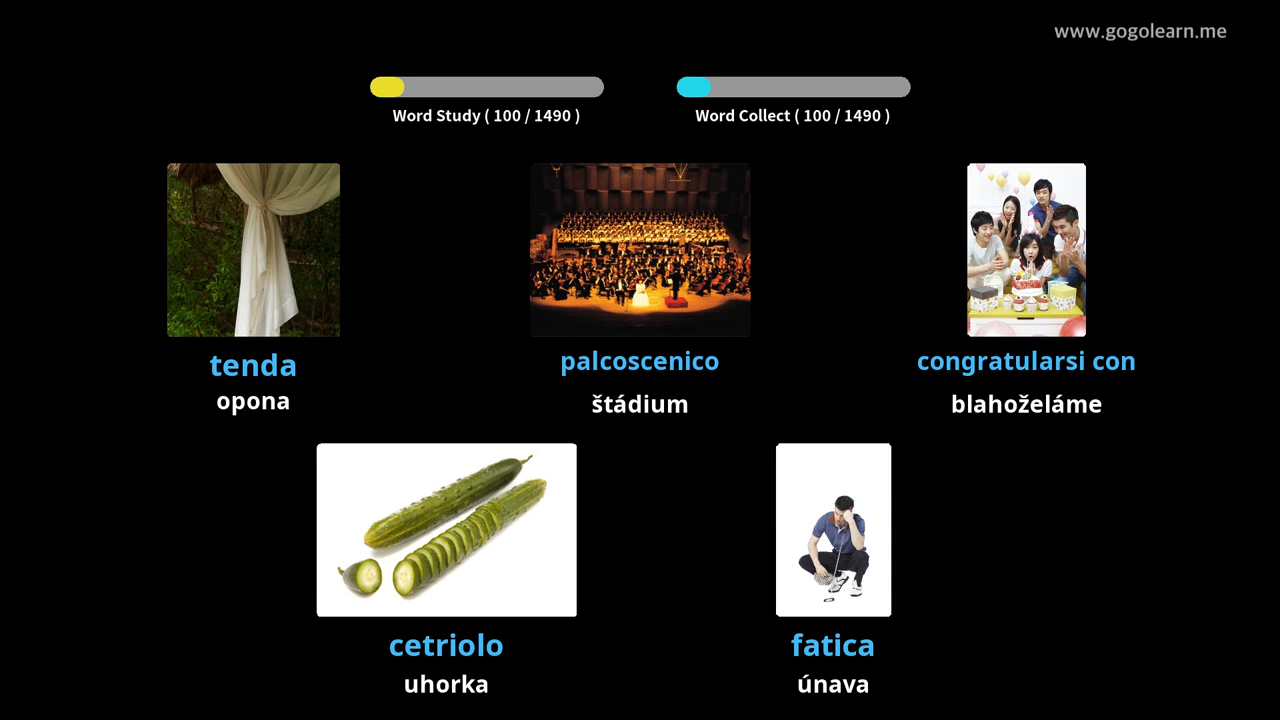 www.gogolearn.me
Word Study ( 100 / 1490 )
Word Collect ( 100 / 1490 )
tenda
opona
palcoscenico
štádium
congratularsi con
blahoželáme
cetriolo
uhorka
fatica
únava